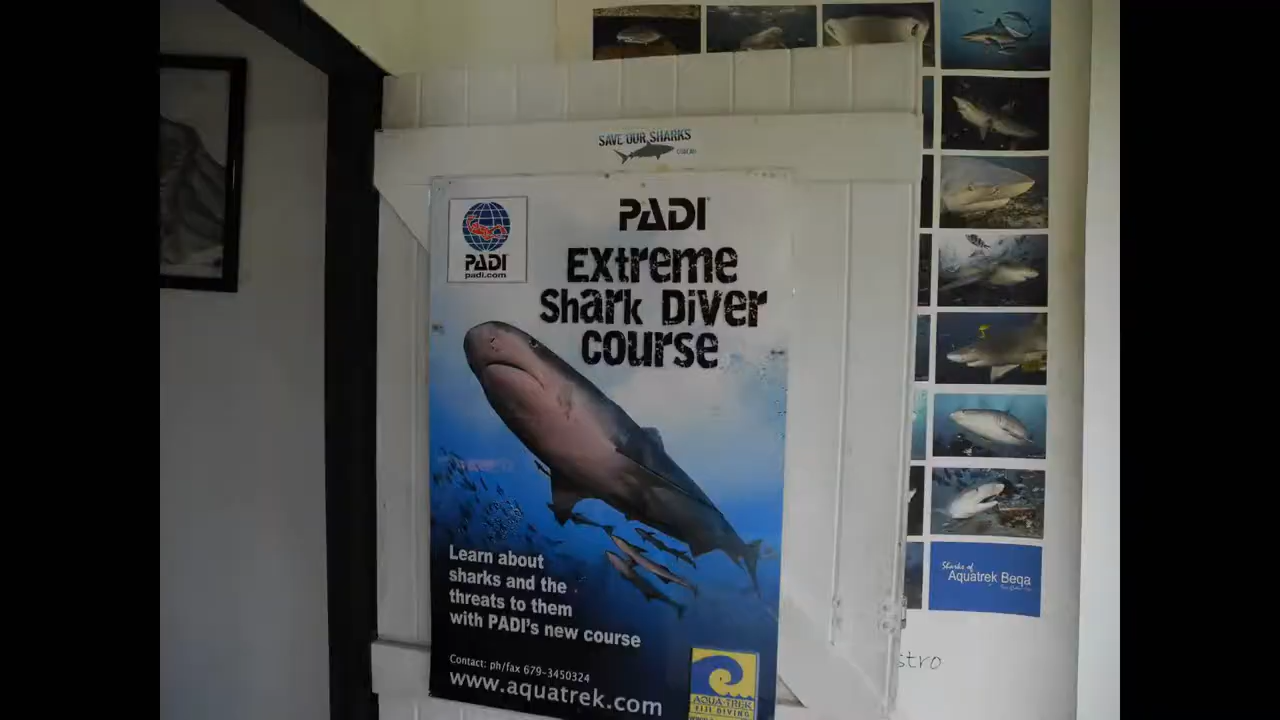 SAVE OUR SHARKS
PADI
padi.com
PADI
Extreme
Shark Diver
course
Learn about
sharks and the
threats to them
with PADI's new course
Contact: ph/fax 679-3450324
www.aquatrek.com
AQUA-TREK
FIJI DIVING
Sharks of
Aquatrek Beqa
stro